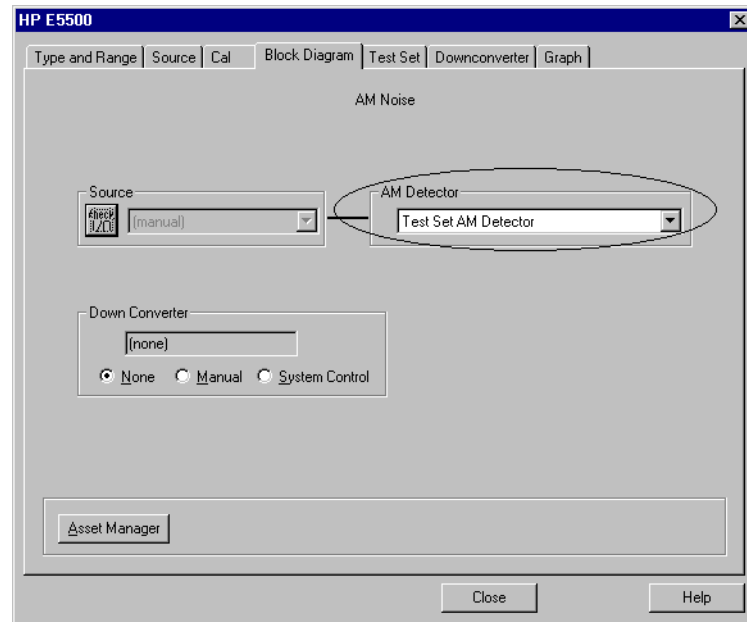 HP E5500
Type and Range Source Cal Block Diagram Test Set Downconverter Graph
AM Noise
Source
Check I/O
(manual)
AM Detector
Test Set AM Detector
Down Converter
(none)
None Manual System Control
Asset Manager
Close Help